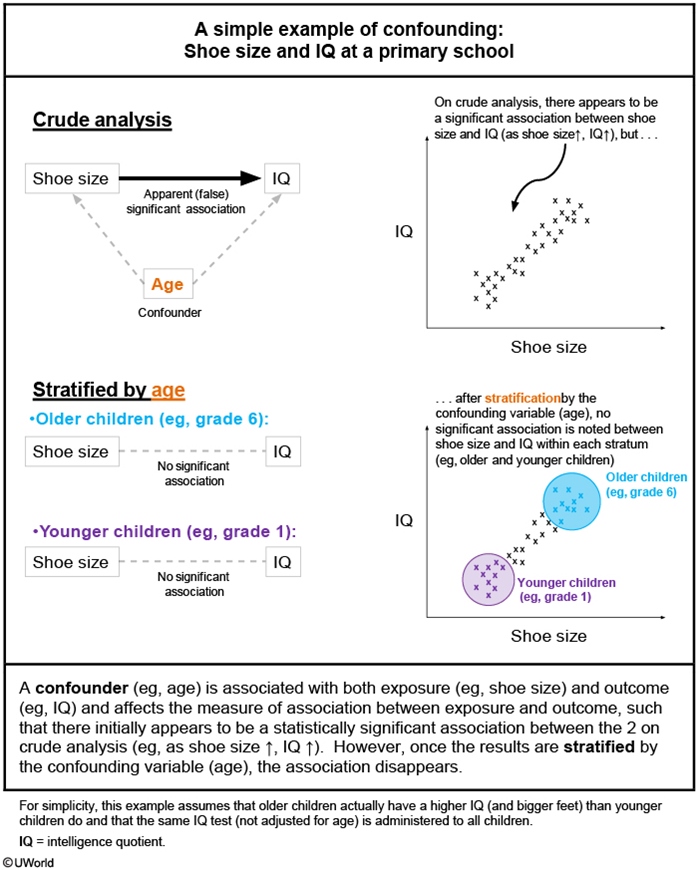 A simple example of confounding:
Shoe size and IQ at a primary school
Crude analysis
Shoe size
IQ
Apparent (false)
significant association
Age
Confounder
On crude analysis, there appears to be
a significant association between shoe
size and IQ (as shoe size↑, IQ↑), but . . .
IQ
Shoe size
Stratified by age
•Older children (eg, grade 6):
Shoe size
IQ
No significant
association
•Younger children (eg, grade 1):
Shoe size
IQ
No significant
association
. . . after stratificationby the
confounding variable (age), no
significant association is noted between
shoe size and IQ within each stratum
(eg, older and younger children)
Older children
(eg, grade 6)
IQ
Younger children
(eg, grade 1)
Shoe size
A confounder (eg, age) is associated with both exposure (eg, shoe size) and outcome
(eg, IQ) and affects the measure of association between exposure and outcome, such
that there initially appears to be a statistically significant association between the 2 on
crude analysis (eg, as shoe size ↑, IQ ↑). However, once the results are stratified by
the confounding variable (age), the association disappears.
For simplicity, this example assumes that older children actually have a higher IQ (and bigger feet) than younger
children do and that the same IQ test (not adjusted for age) is administered to all children.
IQ = intelligence quotient.
©UWorld